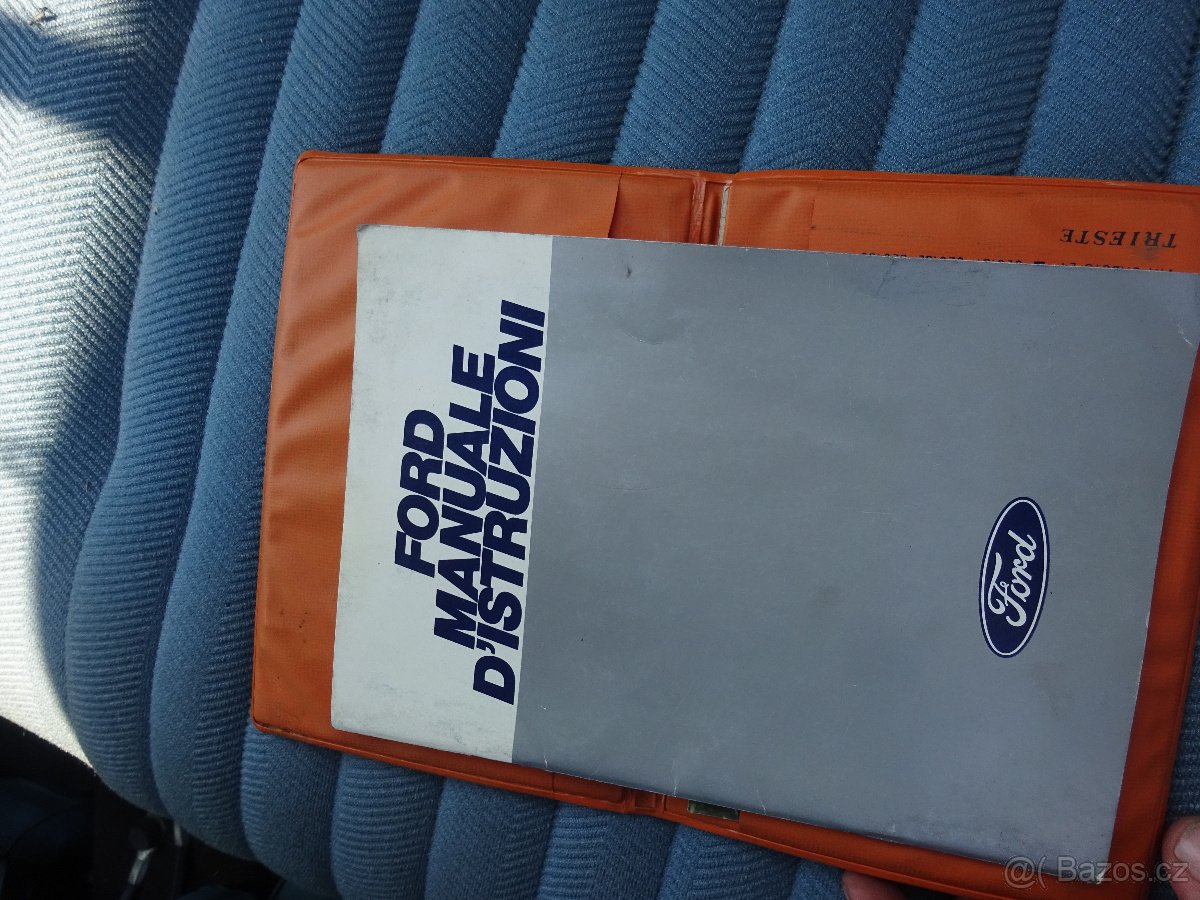 FORD
MANUALE
D'ISTRUZIONI
Ford
TRIESTE
@( Bazos.cz